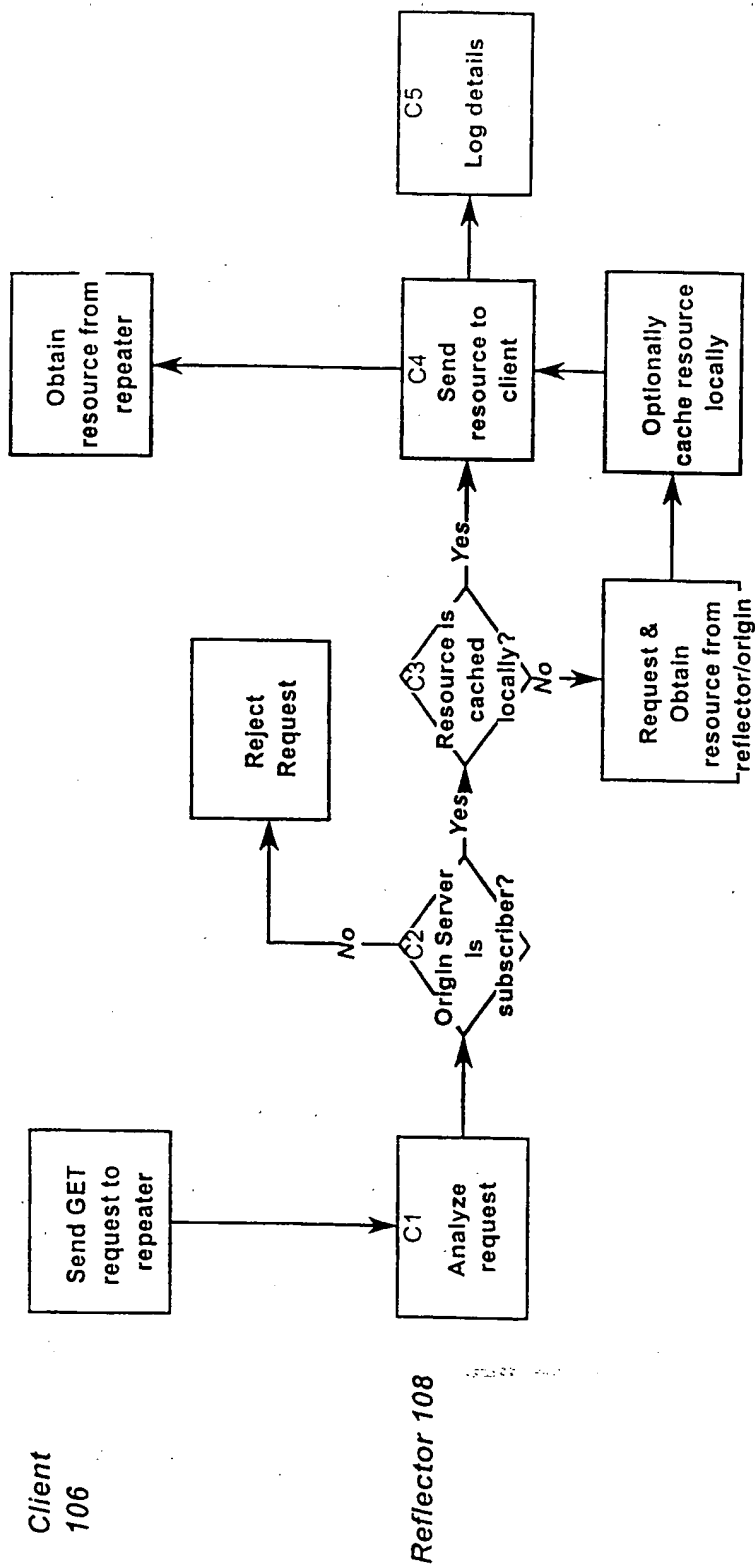 Client
106
Send GET
request to
repeater
Obtain
resource from
repeater
Reject
Request
Reflector 108
C1
Analyze
request
C2
Origin Server
Is
subscriber?
No
Yes
C3
Resource is
cached
locally?
Yes
No
C4
Send
resource to
client
C5
Log details
Request &
Obtain
resource from
reflector/origin
Optionally
cache resource
locally